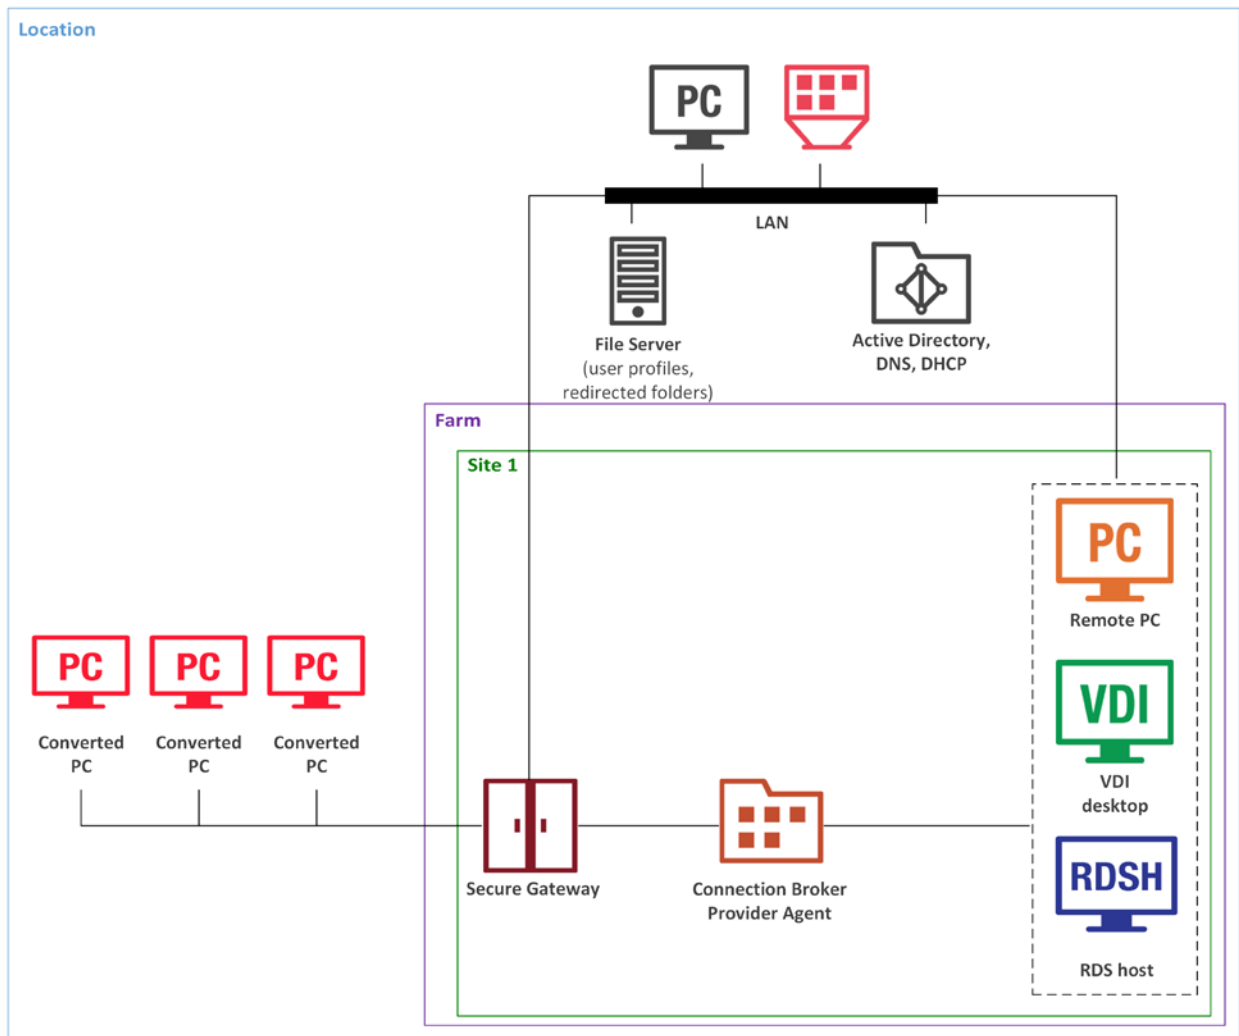 Location
PC
LAN
File Server
(user profiles,
redirected folders)
Active Directory,
DNS, DHCP
Farm
Site 1
PC
Remote PC
VDI
VDI
desktop
RDSH
RDS host
PC
Converted
PC
PC
Converted
PC
PC
Converted
PC
Secure Gateway
Connection Broker
Provider Agent